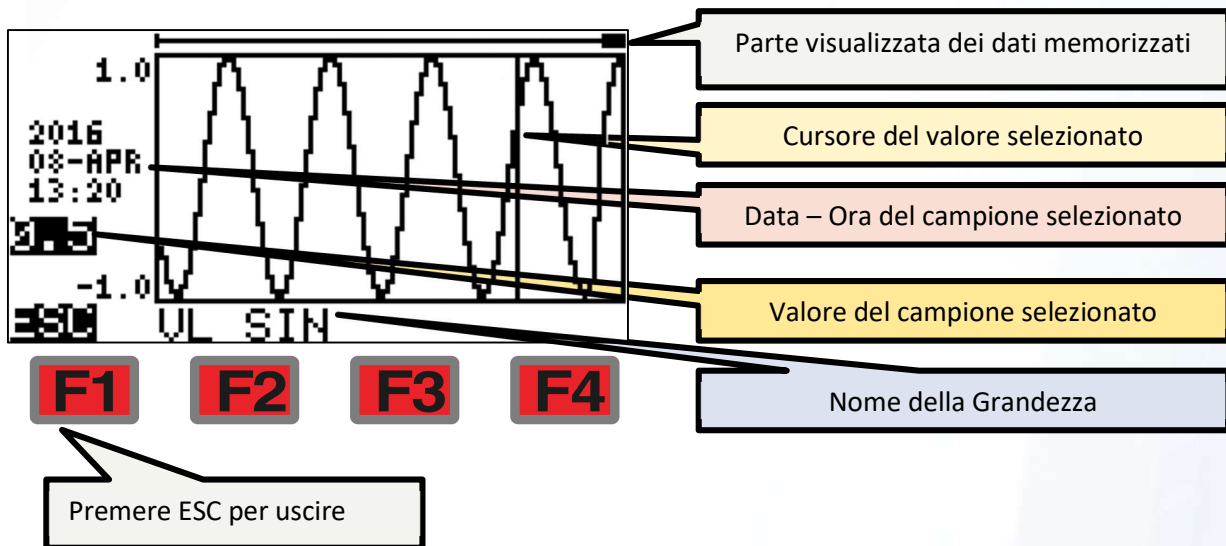 Parte visualizzata dei dati memorizzati
1.0
Cursore del valore selezionato
2016
08-APR
13:20
Data – Ora del campione selezionato
-1.0
Valore del campione selezionato
ESC
VL SIN
F1
F2
F3
F4
Nome della Grandezza
Premere ESC per uscire